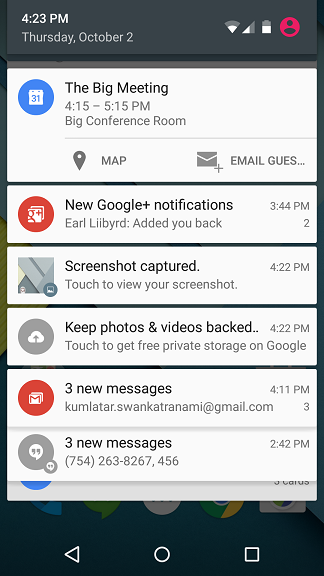 4:23 PM
Thursday, October 2
The Big Meeting
31
4:15 – 5:15 PM
Big Conference Room
MAP
EMAIL GUES...
New Google+ notifications 3:44 PM
Earl Liibyrd: Added you back 2
Screenshot captured. 4:22 PM
Touch to view your screenshot.
Keep photos & videos backed.. 4:22 PM
Touch to get free private storage on Google
3 new messages 4:11 PM
kumlatar.swankatranami@gmail.com 3
3 new messages 2:42 PM
(754) 263-8267, 456
3 cards